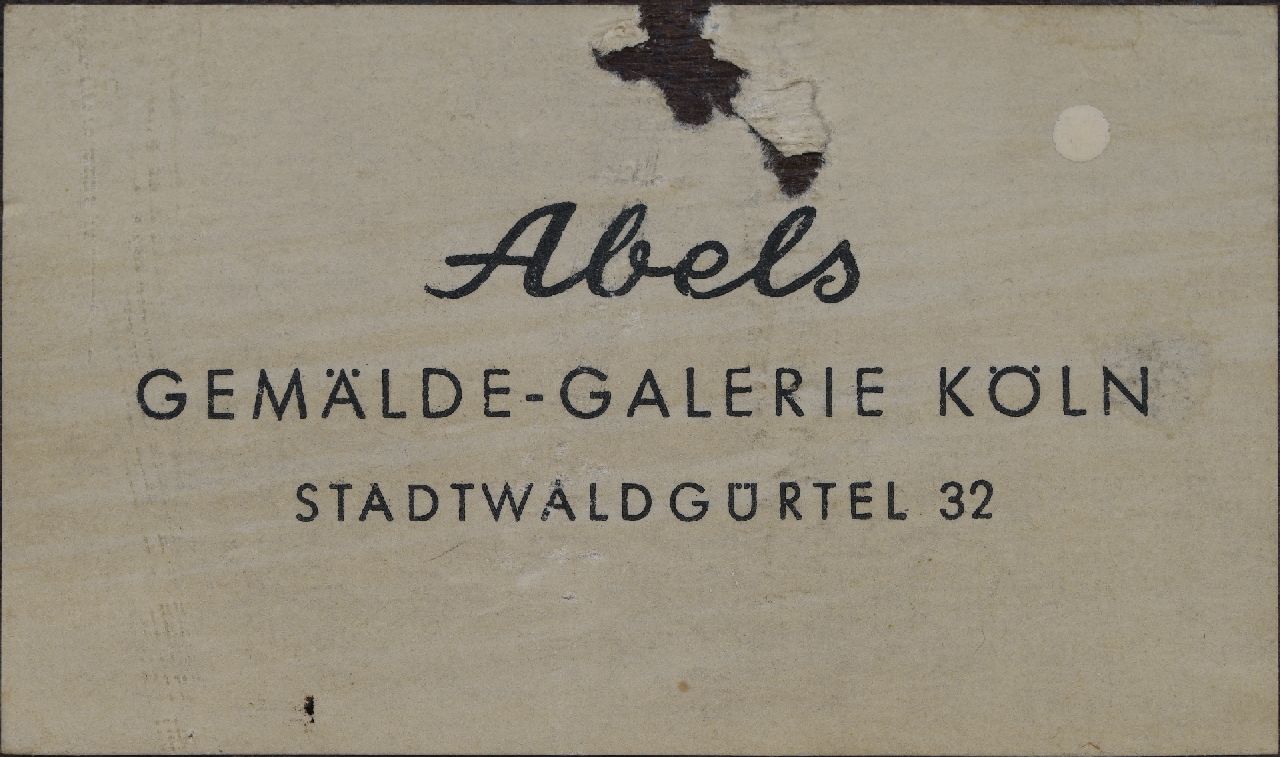 Abels
GEMÄLDE-GALERIE KÖLN
STADTWALDGÜRTEL 32